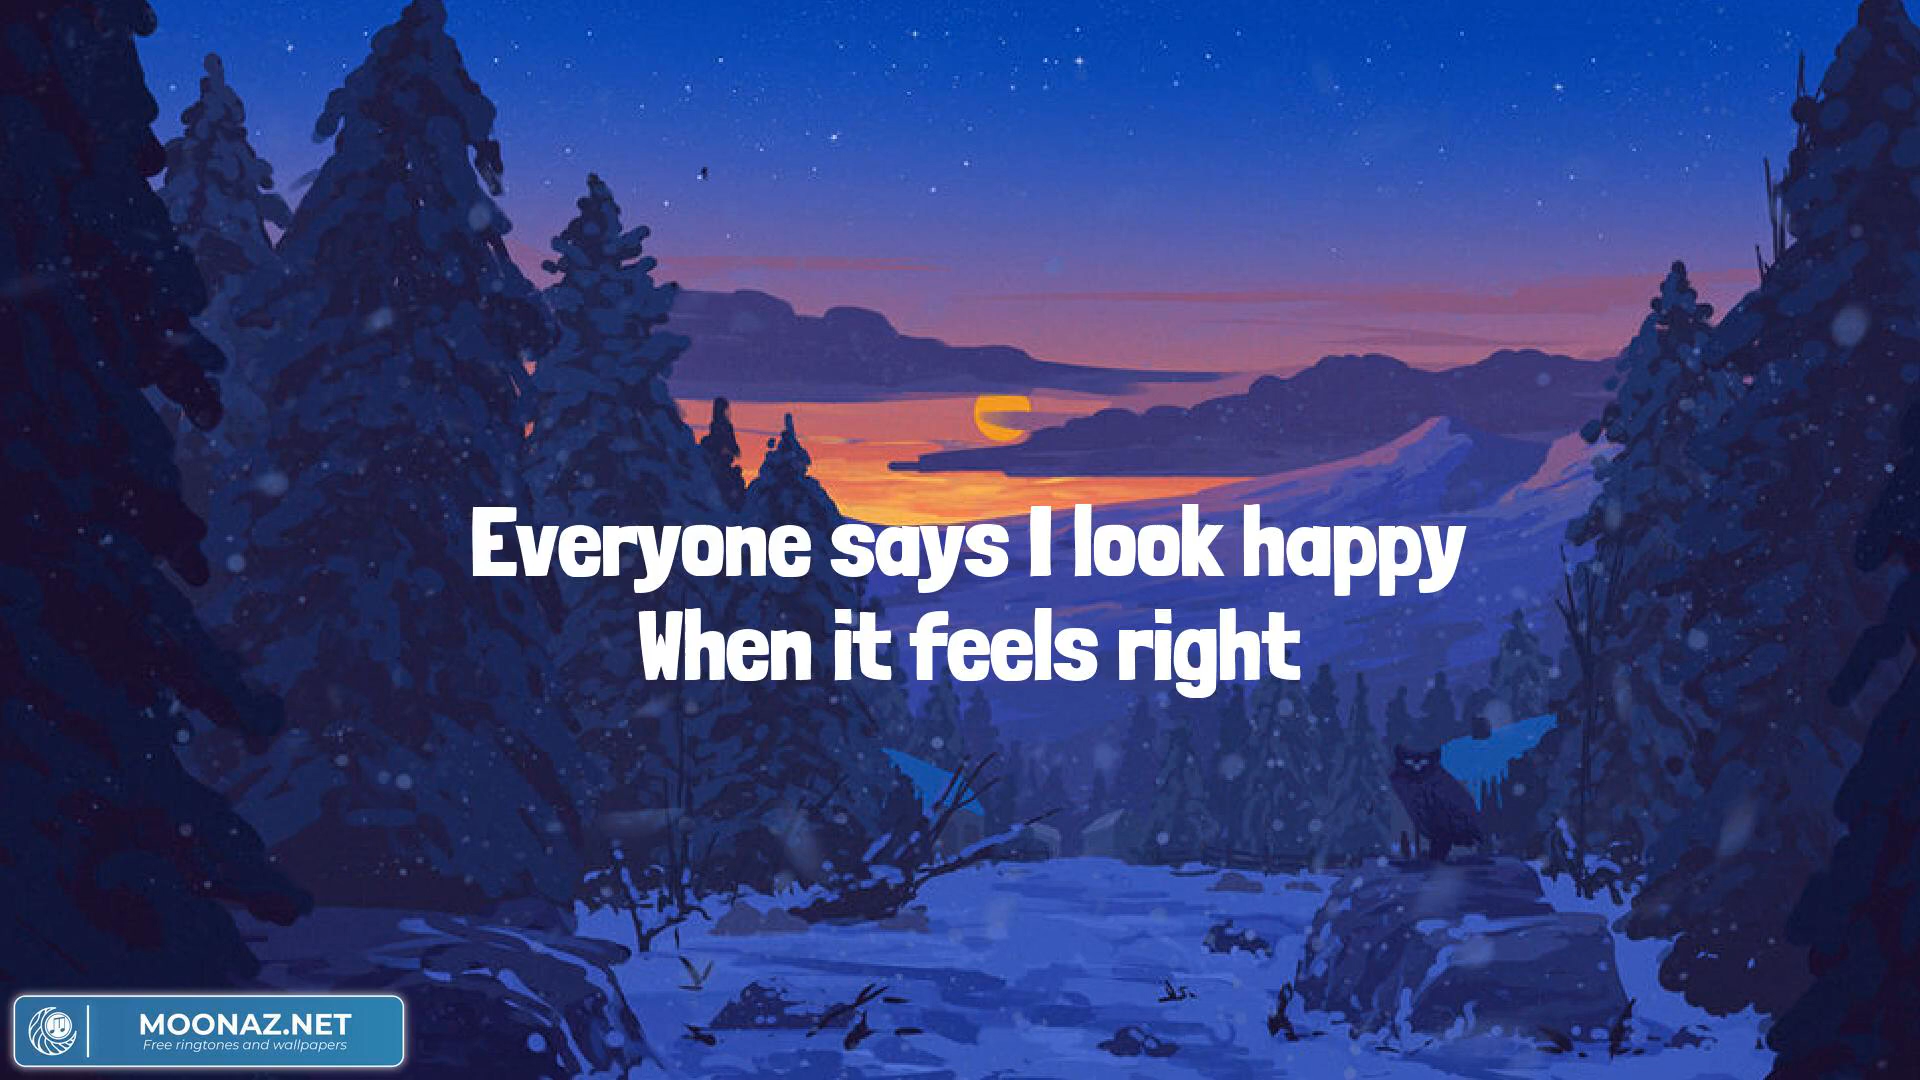 Everyone says I look happy
When it feels right
MOONAZ.NET
Free ringtones and wallpapers